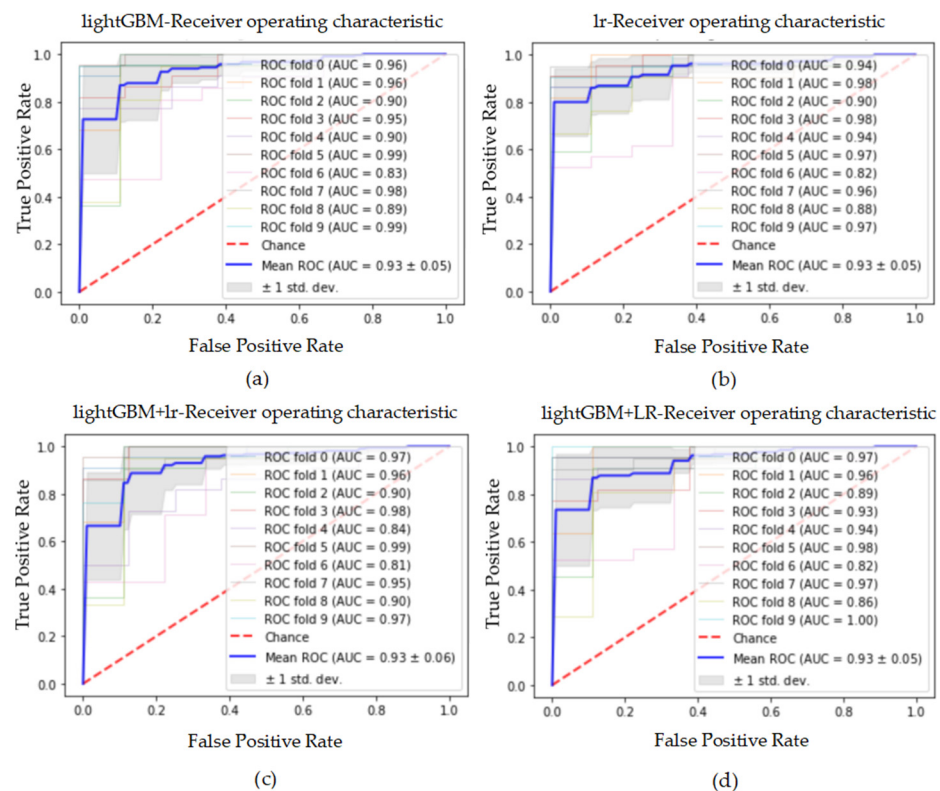 lightGBM-Receiver operating characteristic
True Positive Rate
1.0
0.8
0.6
0.4
0.2
0.0
ROC fold 0 (AUC = 0.96)
ROC fold 1 (AUC = 0.96)
ROC fold 2 (AUC = 0.90)
ROC fold 3 (AUC = 0.95)
ROC fold 4 (AUC = 0.90)
ROC fold 5 (AUC = 0.99)
ROC fold 6 (AUC = 0.83)
ROC fold 7 (AUC = 0.98)
ROC fold 8 (AUC = 0.89)
ROC fold 9 (AUC = 0.99)
Chance
Mean ROC (AUC = 0.93 ± 0.05)
± 1 std. dev.
0.0 0.2 0.4 0.6 0.8 1.0
False Positive Rate
(a)
lr-Receiver operating characteristic
True Positive Rate
1.0
0.8
0.6
0.4
0.2
0.0
ROC fold 0 (AUC = 0.94)
ROC fold 1 (AUC = 0.98)
ROC fold 2 (AUC = 0.90)
ROC fold 3 (AUC = 0.98)
ROC fold 4 (AUC = 0.94)
ROC fold 5 (AUC = 0.97)
ROC fold 6 (AUC = 0.82)
ROC fold 7 (AUC = 0.96)
ROC fold 8 (AUC = 0.88)
ROC fold 9 (AUC = 0.97)
Chance
Mean ROC (AUC = 0.93 ± 0.05)
± 1 std. dev.
0.0 0.2 0.4 0.6 0.8 1.0
False Positive Rate
(b)
lightGBM+lr-Receiver operating characteristic
True Positive Rate
1.0
0.8
0.6
0.4
0.2
0.0
ROC fold 0 (AUC = 0.97)
ROC fold 1 (AUC = 0.96)
ROC fold 2 (AUC = 0.90)
ROC fold 3 (AUC = 0.98)
ROC fold 4 (AUC = 0.84)
ROC fold 5 (AUC = 0.99)
ROC fold 6 (AUC = 0.81)
ROC fold 7 (AUC = 0.95)
ROC fold 8 (AUC = 0.90)
ROC fold 9 (AUC = 0.97)
Chance
Mean ROC (AUC = 0.93 ± 0.06)
± 1 std. dev.
0.0 0.2 0.4 0.6 0.8 1.0
False Positive Rate
(c)
lightGBM+LR-Receiver operating characteristic
True Positive Rate
1.0
0.8
0.6
0.4
0.2
0.0
ROC fold 0 (AUC = 0.97)
ROC fold 1 (AUC = 0.96)
ROC fold 2 (AUC = 0.89)
ROC fold 3 (AUC = 0.93)
ROC fold 4 (AUC = 0.94)
ROC fold 5 (AUC = 0.98)
ROC fold 6 (AUC = 0.82)
ROC fold 7 (AUC = 0.97)
ROC fold 8 (AUC = 0.86)
ROC fold 9 (AUC = 1.00)
Chance
Mean ROC (AUC = 0.93 ± 0.05)
± 1 std. dev.
0.0 0.2 0.4 0.6 0.8 1.0
False Positive Rate
(d)